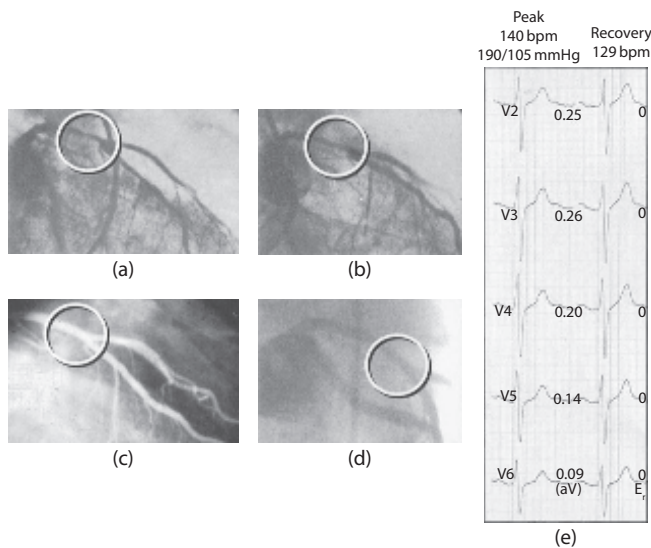 Peak
140 bpm
190/105 mmHg
Recovery
129 bpm
V2
0.25
0
V3
0.26
0
V4
0.20
0
V5
0.14
0
V6
0.09
(aV)
0
E
(a)
(b)
(c)
(d)
(e)